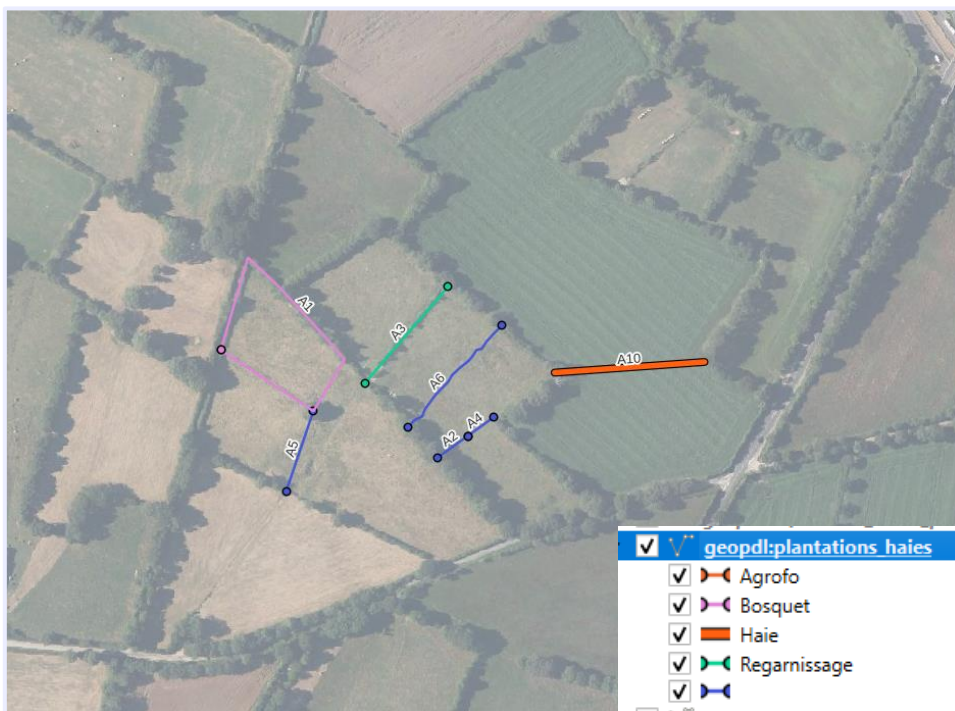 A1
A3
A10
A6
A4
A2
A5
geopdl:plantations_haies
Agrofo
Bosquet
Haie
Regarnissage